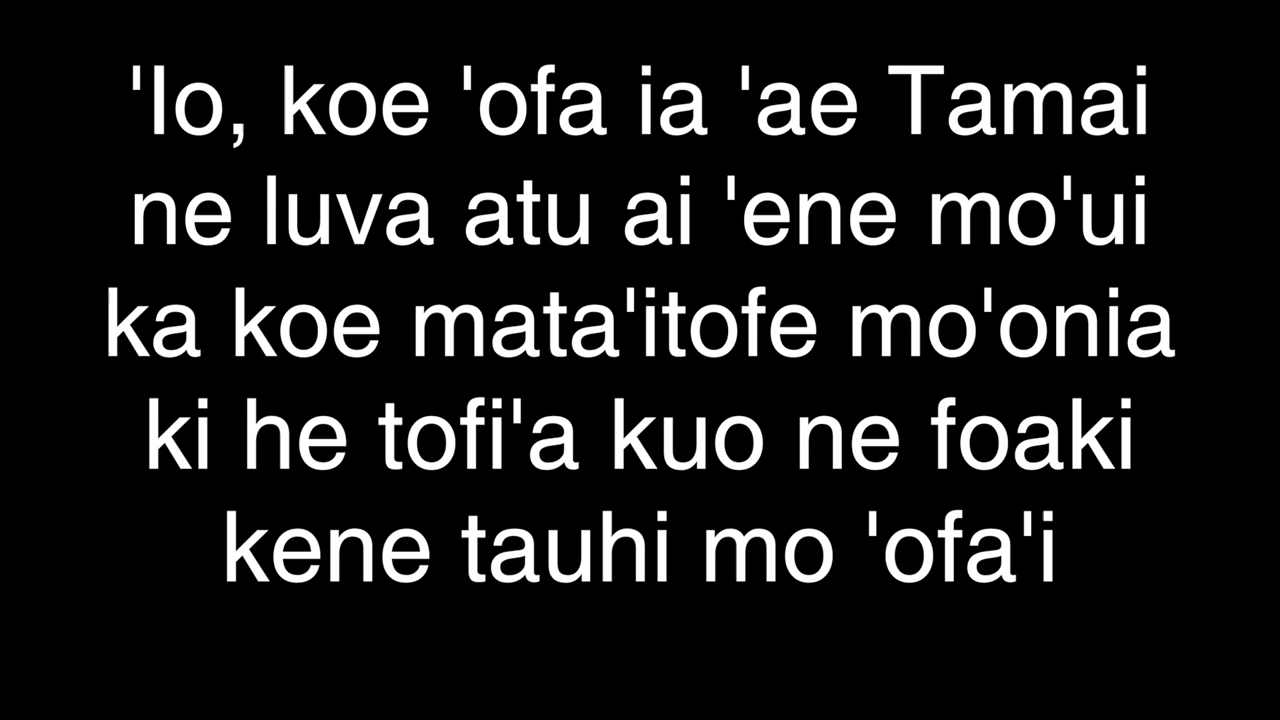 'Io, koe 'ofa ia 'ae Tamai
ne luva atu ai 'ene mo'ui
ka koe mata'itofe mo'onia
ki he tofi'a kuo ne foaki
kene tauhi mo 'ofa'i